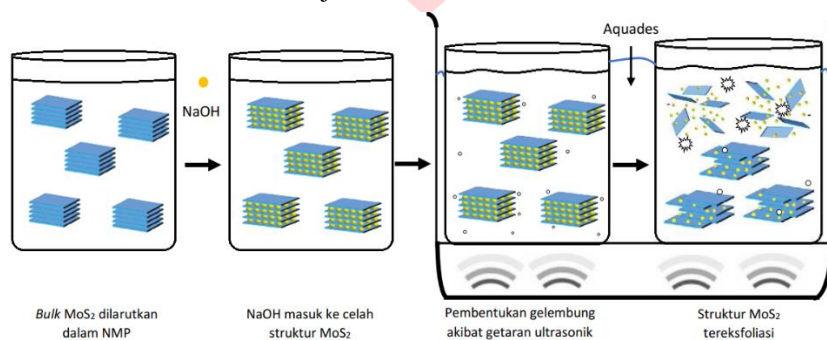 Aquades
NaOH
Bulk MoS₂ dilarutkan
dalam NMP
NaOH masuk ke celah
struktur MoS₂
Pembentukan gelembung
akibat getaran ultrasonik
Struktur MoS₂
tereksfoliasi